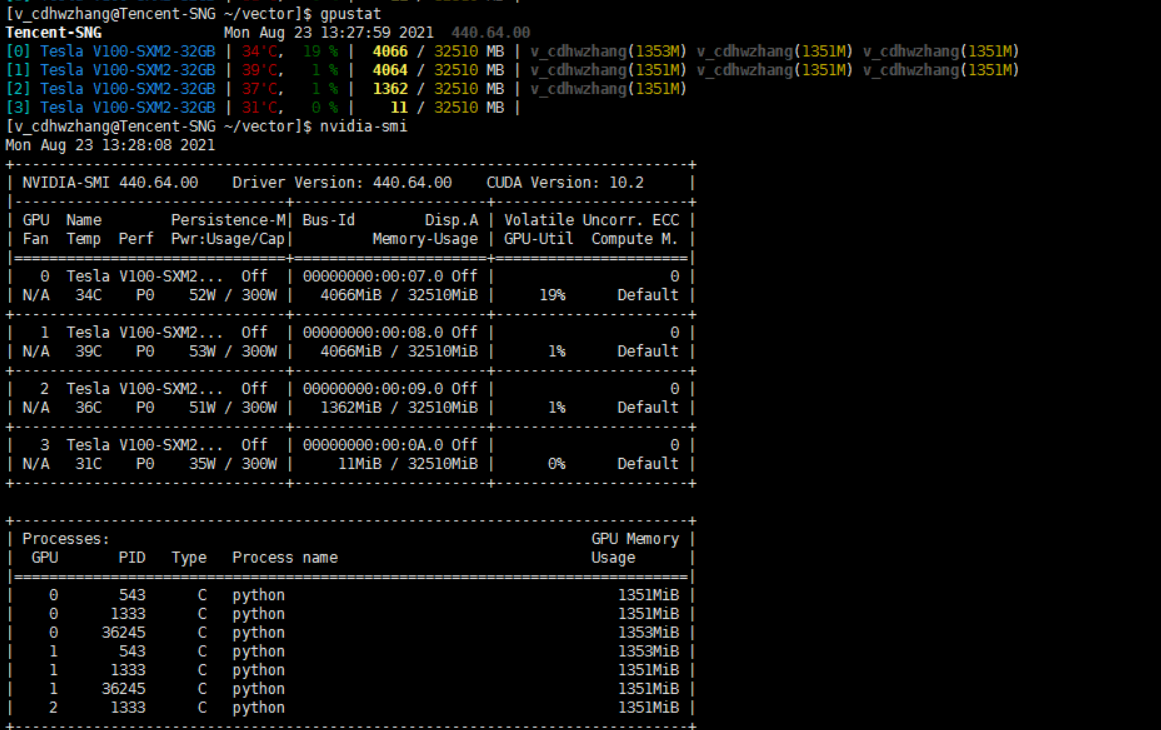 [v_cdhwzhang@Tencent-SNG ~/vector]$ gpustat
Tencent-SNG              Mon Aug 23 13:27:59 2021  440.64.00
[0] Tesla V100-SXM2-32GB | 34'C,  19 % |  4066 / 32510 MB | v_cdhwzhang(1353M) v_cdhwzhang(1351M) v_cdhwzhang(1351M)
[1] Tesla V100-SXM2-32GB | 39'C,   1 % |  4064 / 32510 MB | v_cdhwzhang(1351M) v_cdhwzhang(1351M) v_cdhwzhang(1351M)
[2] Tesla V100-SXM2-32GB | 37'C,   1 % |  1362 / 32510 MB | v_cdhwzhang(1351M)
[3] Tesla V100-SXM2-32GB | 31'C,   0 % |    11 / 32510 MB |
[v_cdhwzhang@Tencent-SNG ~/vector]$ nvidia-smi
Mon Aug 23 13:28:08 2021
+-----------------------------------------------------------------------------+
| NVIDIA-SMI 440.64.00    Driver Version: 440.64.00    CUDA Version: 10.2     |
|-------------------------------+----------------------+----------------------+
| GPU  Name        Persistence-M| Bus-Id        Disp.A | Volatile Uncorr. ECC |
| Fan  Temp  Perf  Pwr:Usage/Cap|         Memory-Usage | GPU-Util  Compute M. |
|===============================+======================+======================|
|   0  Tesla V100-SXM2...  Off  | 00000000:00:07.0 Off |                    0 |
| N/A   34C    P0    52W / 300W |   4066MiB / 32510MiB |     19%      Default |
+-------------------------------+----------------------+----------------------+
|   1  Tesla V100-SXM2...  Off  | 00000000:00:08.0 Off |                    0 |
| N/A   39C    P0    53W / 300W |   4066MiB / 32510MiB |      1%      Default |
+-------------------------------+----------------------+----------------------+
|   2  Tesla V100-SXM2...  Off  | 00000000:00:09.0 Off |                    0 |
| N/A   36C    P0    51W / 300W |   1362MiB / 32510MiB |      1%      Default |
+-------------------------------+----------------------+----------------------+
|   3  Tesla V100-SXM2...  Off  | 00000000:00:0A.0 Off |                    0 |
| N/A   31C    P0    35W / 300W |     11MiB / 32510MiB |      0%      Default |
+-------------------------------+----------------------+----------------------+
+-----------------------------------------------------------------------------+
| Processes:                                                       GPU Memory |
|  GPU       PID   Type   Process name                             Usage      |
|=============================================================================|
|    0       543      C   python                                      1351MiB |
|    0      1333      C   python                                      1351MiB |
|    0     36245      C   python                                      1353MiB |
|    1       543      C   python                                      1353MiB |
|    1      1333      C   python                                      1351MiB |
|    1     36245      C   python                                      1351MiB |
|    2      1333      C   python                                      1351MiB |
+-----------------------------------------------------------------------------+